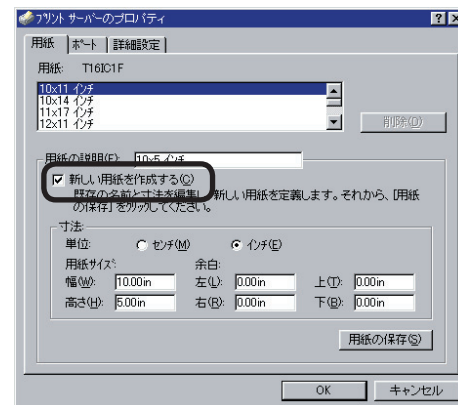 プリント サーバーのプロパティ
用紙 ポート 詳細設定
用紙: T16IC1F
10x11 インチ
10x14 インチ
11x17 インチ
12x11 インチ
削除(D)
用紙の説明(F): 10x5 インチ
新しい用紙を作成する(C)
既存の名前と寸法を編集し、新しい用紙を定義します。それから、[用紙
の保存] をクリックしてください。
寸法:
単位: センチ(M) インチ(E)
用紙サイズ: 余白:
幅(W): 10.00in 左(L): 0.00in 上(T): 0.00in
高さ(H): 5.00in 右(R): 0.00in 下(B): 0.00in
用紙の保存(S)
OK キャンセル